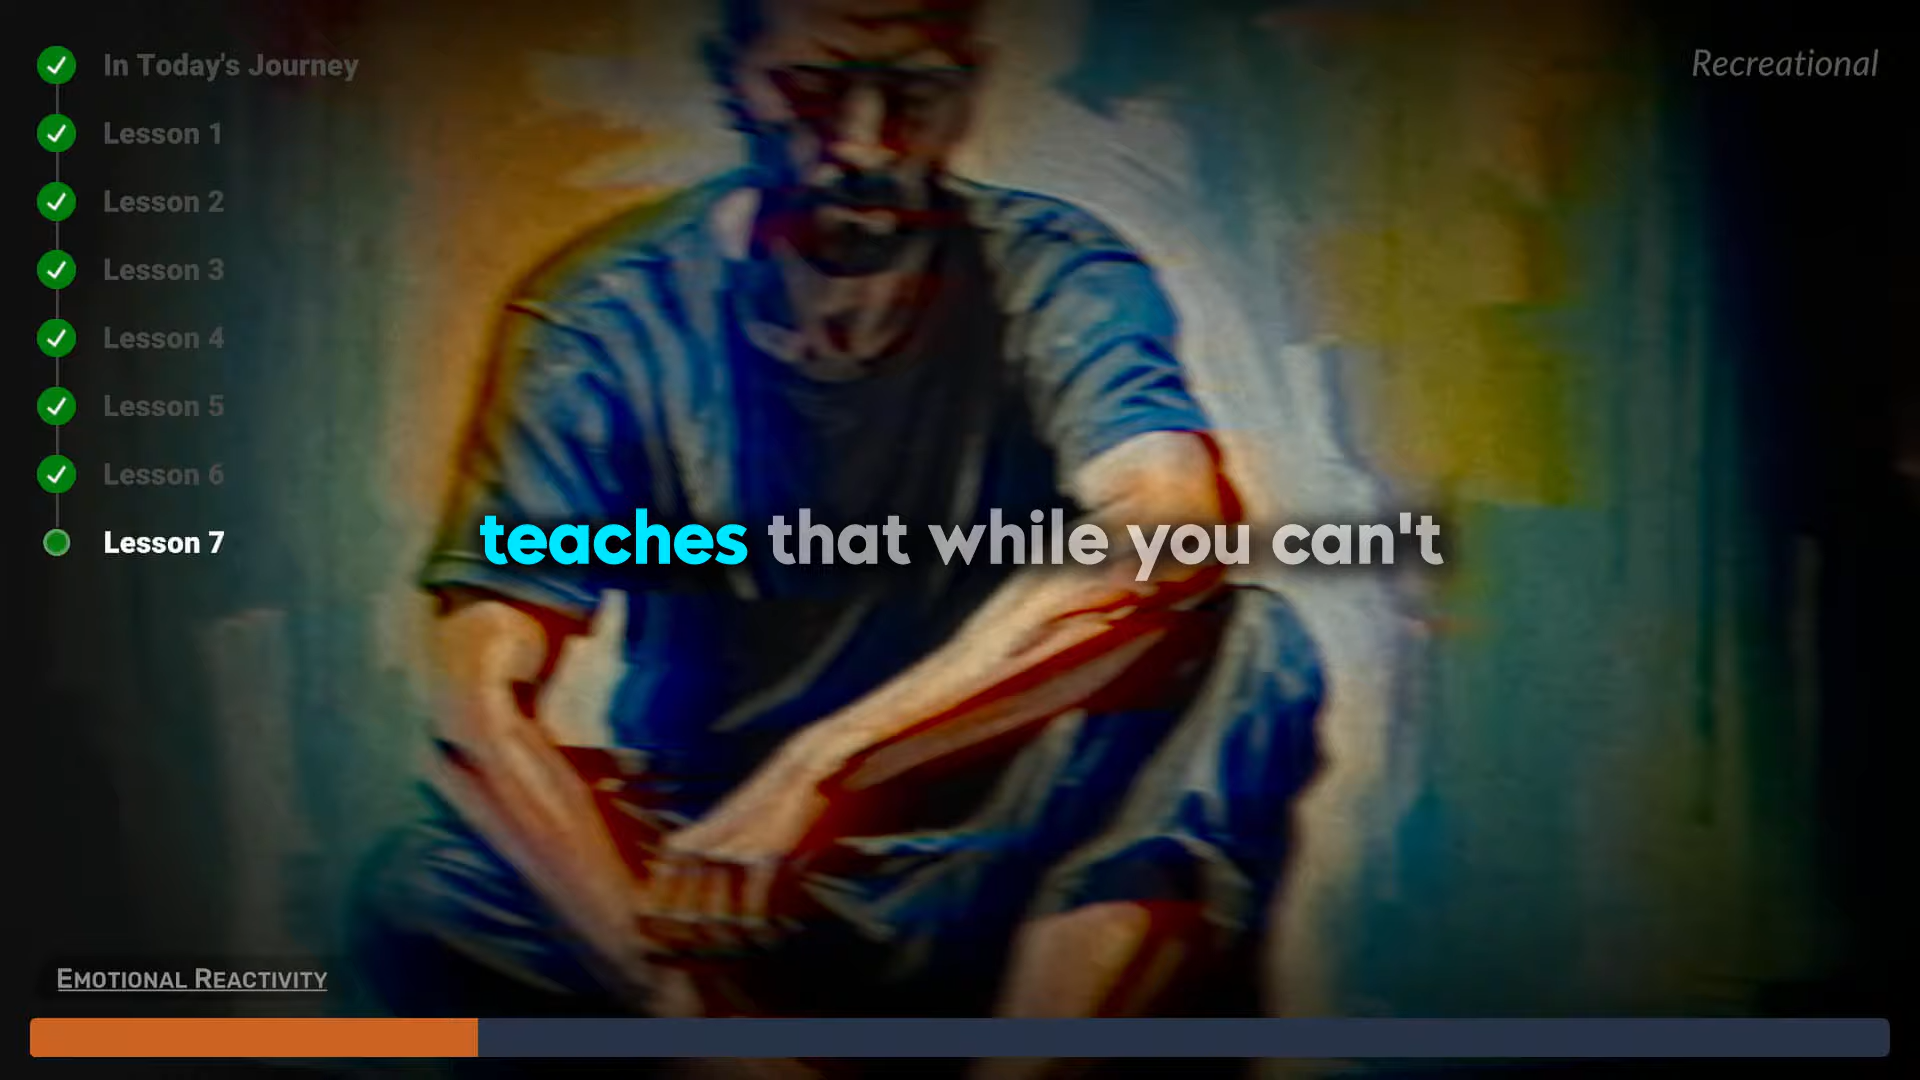 In Today's Journey
Recreational
Lesson 1
Lesson 2
Lesson 3
Lesson 4
Lesson 5
Lesson 6
Lesson 7
teaches that while you can't
EMOTIONAL REACTIVITY